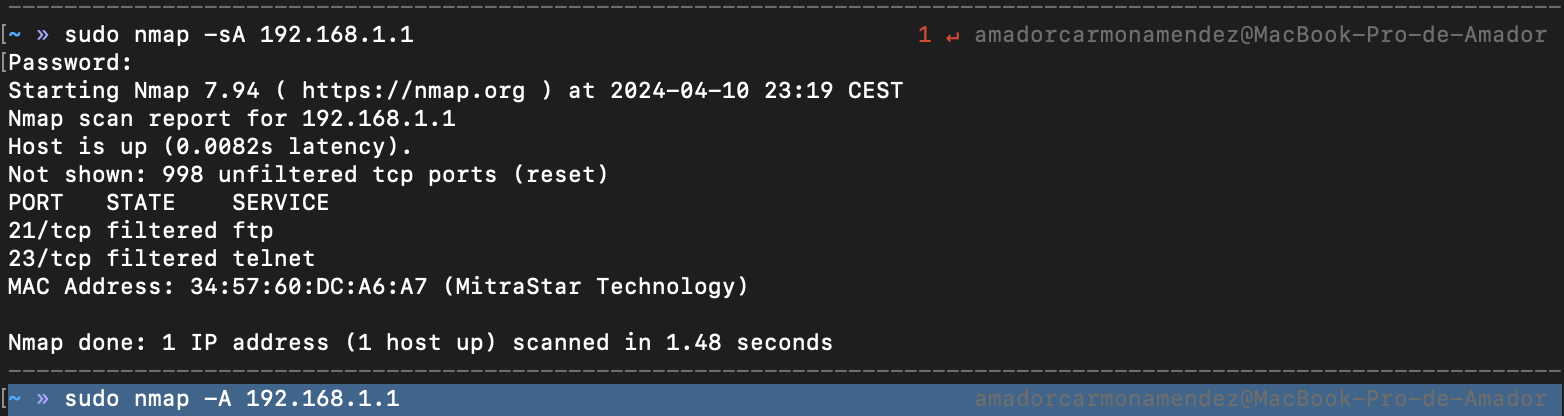 [~ » sudo nmap -sA 192.168.1.1 1 ↵ amadorcarmonamendez@MacBook-Pro-de-Amador
[Password:
Starting Nmap 7.94 ( https://nmap.org ) at 2024-04-10 23:19 CEST
Nmap scan report for 192.168.1.1
Host is up (0.0082s latency).
Not shown: 998 unfiltered tcp ports (reset)
PORT   STATE    SERVICE
21/tcp filtered ftp
23/tcp filtered telnet
MAC Address: 34:57:60:DC:A6:A7 (MitraStar Technology)

Nmap done: 1 IP address (1 host up) scanned in 1.48 seconds
[~ » sudo nmap -A 192.168.1.1 amadorcarmonamendez@MacBook-Pro-de-Amador